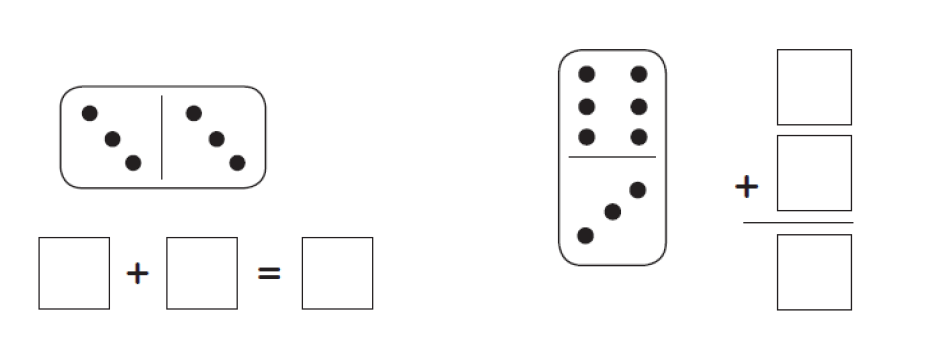 + =
+